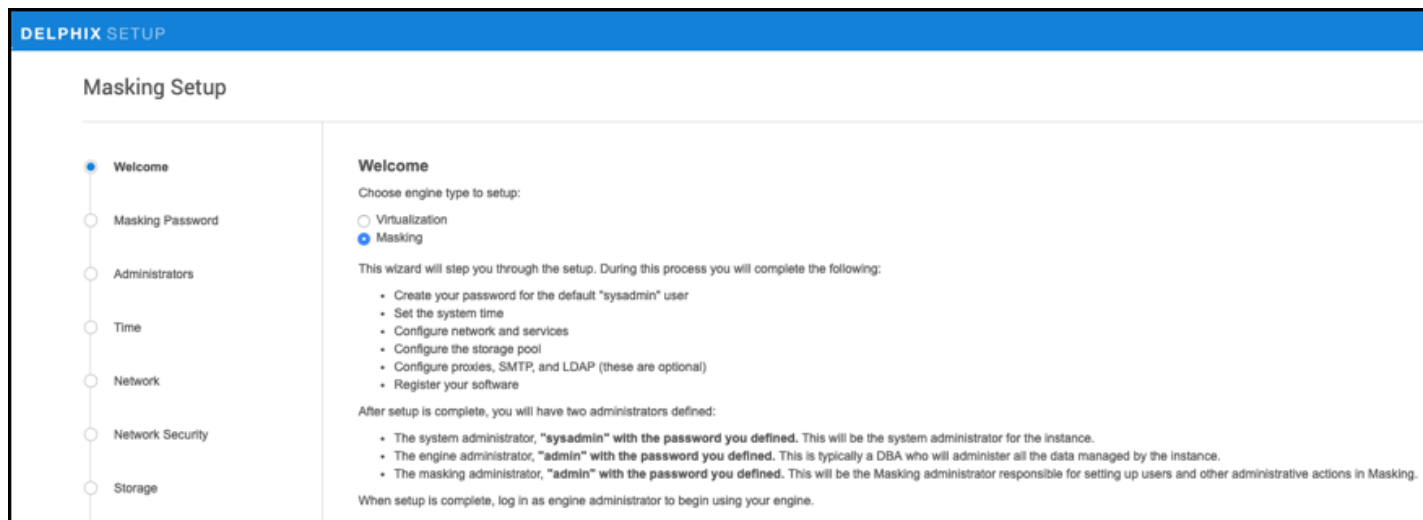 DELPHIX SETUP
Masking Setup
Welcome
Masking Password
Administrators
Time
Network
Network Security
Storage
Welcome
Choose engine type to setup:
Virtualization
Masking
This wizard will step you through the setup. During this process you will complete the following:
• Create your password for the default "sysadmin" user
• Set the system time
• Configure network and services
• Configure the storage pool
• Configure proxies, SMTP, and LDAP (these are optional)
• Register your software
After setup is complete, you will have two administrators defined:
• The system administrator, "sysadmin" with the password you defined. This will be the system administrator for the instance.
• The engine administrator, "admin" with the password you defined. This is typically a DBA who will administer all the data managed by the instance.
• The masking administrator, "admin" with the password you defined. This will be the Masking administrator responsible for setting up users and other administrative actions in Masking.
When setup is complete, log in as engine administrator to begin using your engine.